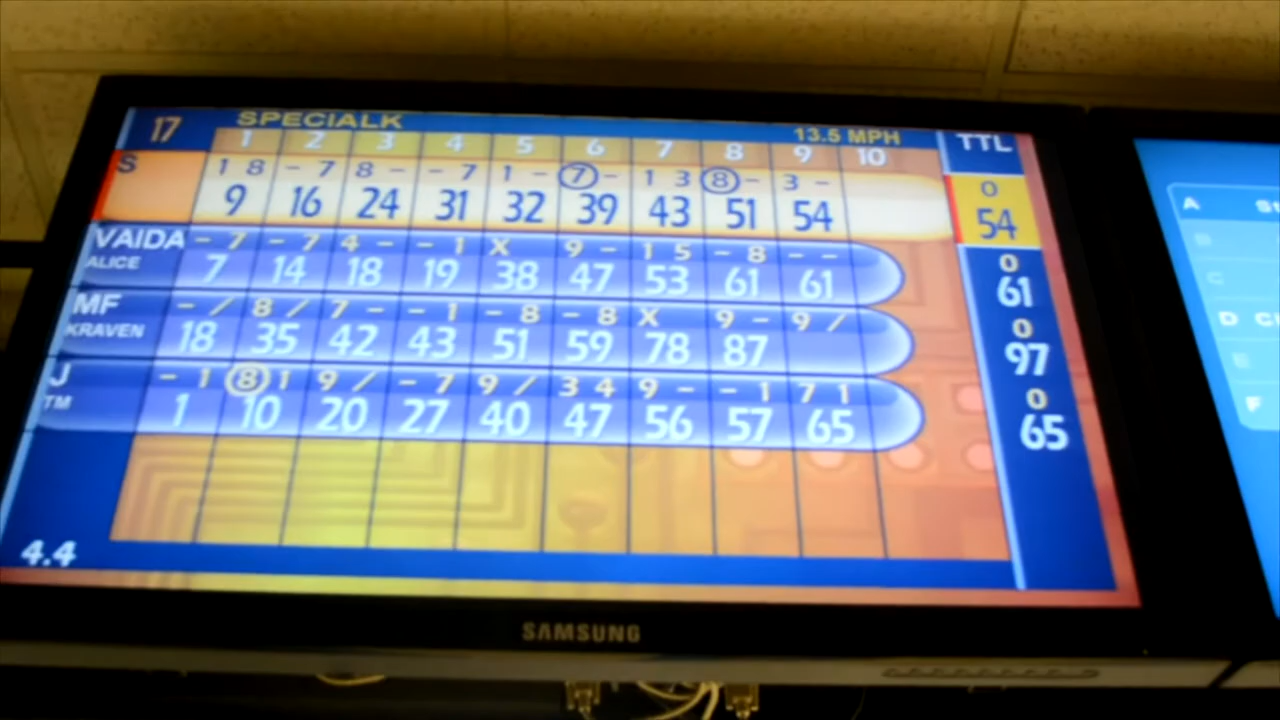 17 SPECIALK 13.5 MPH
1 2 3 4 5 6 7 8 9 10 TTL
S 1 8 - 7 8 - - 7 1 - 7 - 1 3 8 - 3 - 0
9 16 24 31 32 39 43 51 54 54
VAIDA - 7 - 7 4 - - 1 X 9 - 1 5 - 8 - - 0
ALICE 7 14 18 19 38 47 53 61 61 61
MF - / 8 / 7 - - 1 - 8 - 8 X 9 - 9 / 0
KRAVEN 18 35 42 43 51 59 78 87 97
J - 1 8 1 9 / - 7 9 / 3 4 9 - - 1 7 1 0
TM 1 10 20 27 40 47 56 57 65 65
4.4
SAMSUNG
A
D
E
F